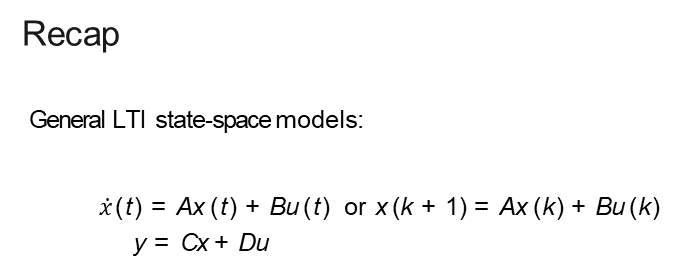 Recap
General LTI state-space models:
ẋ(t) = Ax(t) + Bu(t) or x(k + 1) = Ax(k) + Bu(k)
y = Cx + Du